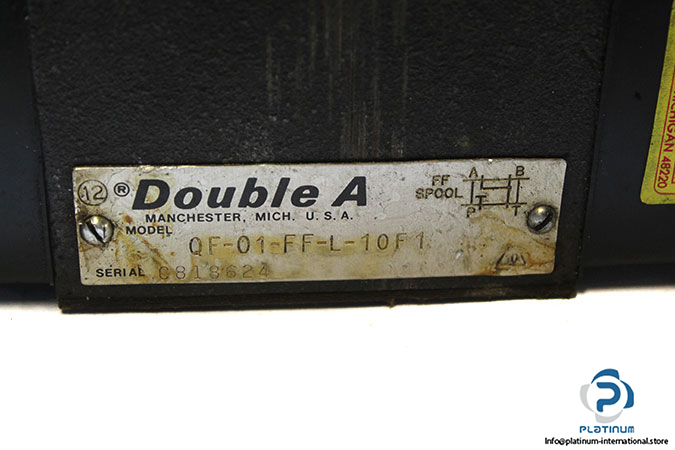 12 ® Double A
MANCHESTER, MICH. U. S. A.
MODEL QF-01-FF-L-10F1
SERIAL 6818624
FF SPOOL
A B
P T
MICHIGAN 48220
PLATINUM
Info@platinum-international.store